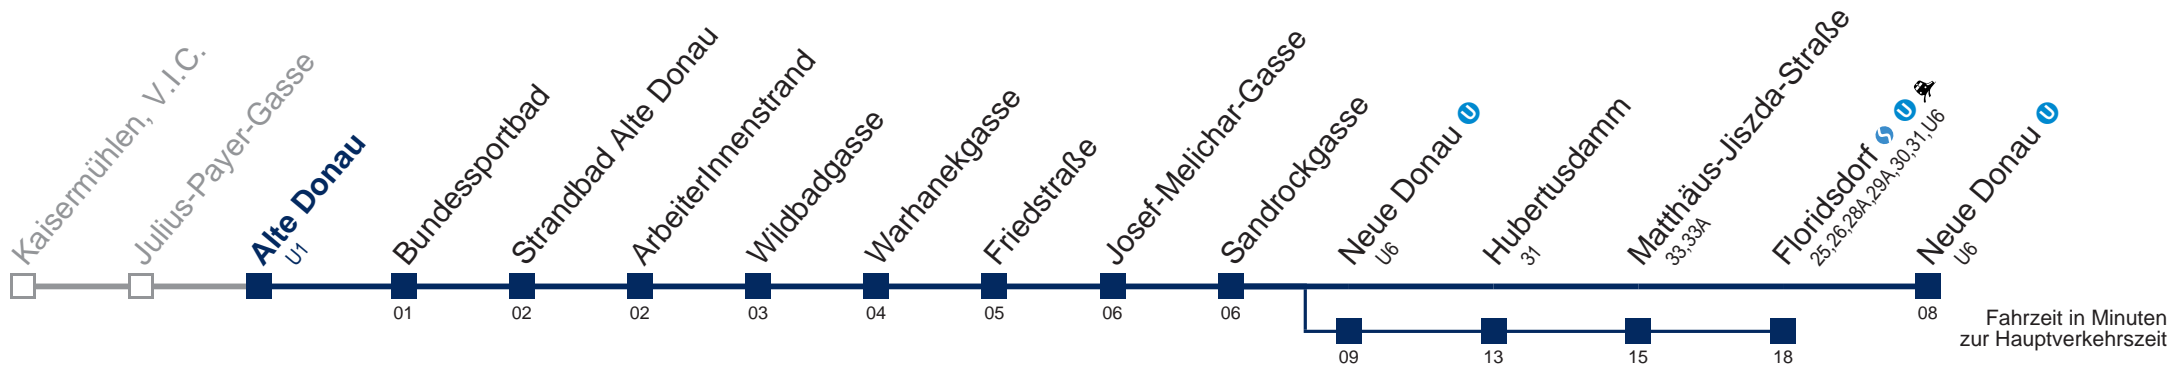 Kaisermühlen, V.I.C.
Julius-Payer-Gasse
Alte Donau
U1
Bundessportbad
Strandbad Alte Donau
ArbeiterInnenstrand
Wildbadgasse
Warhanekgasse
Friedstraße
Josef-Melichar-Gasse
Sandrockgasse
Neue Donau U
U6
Hubertusdamm
31
Matthäus-Jiszda-Straße
33,33A
Floridsdorf S U
25,26,28A,29A,30,31,U6
Neue Donau U
U6
01
02
02
03
04
05
06
06
08
09
13
15
18
Fahrzeit in Minuten
zur Hauptverkehrszeit